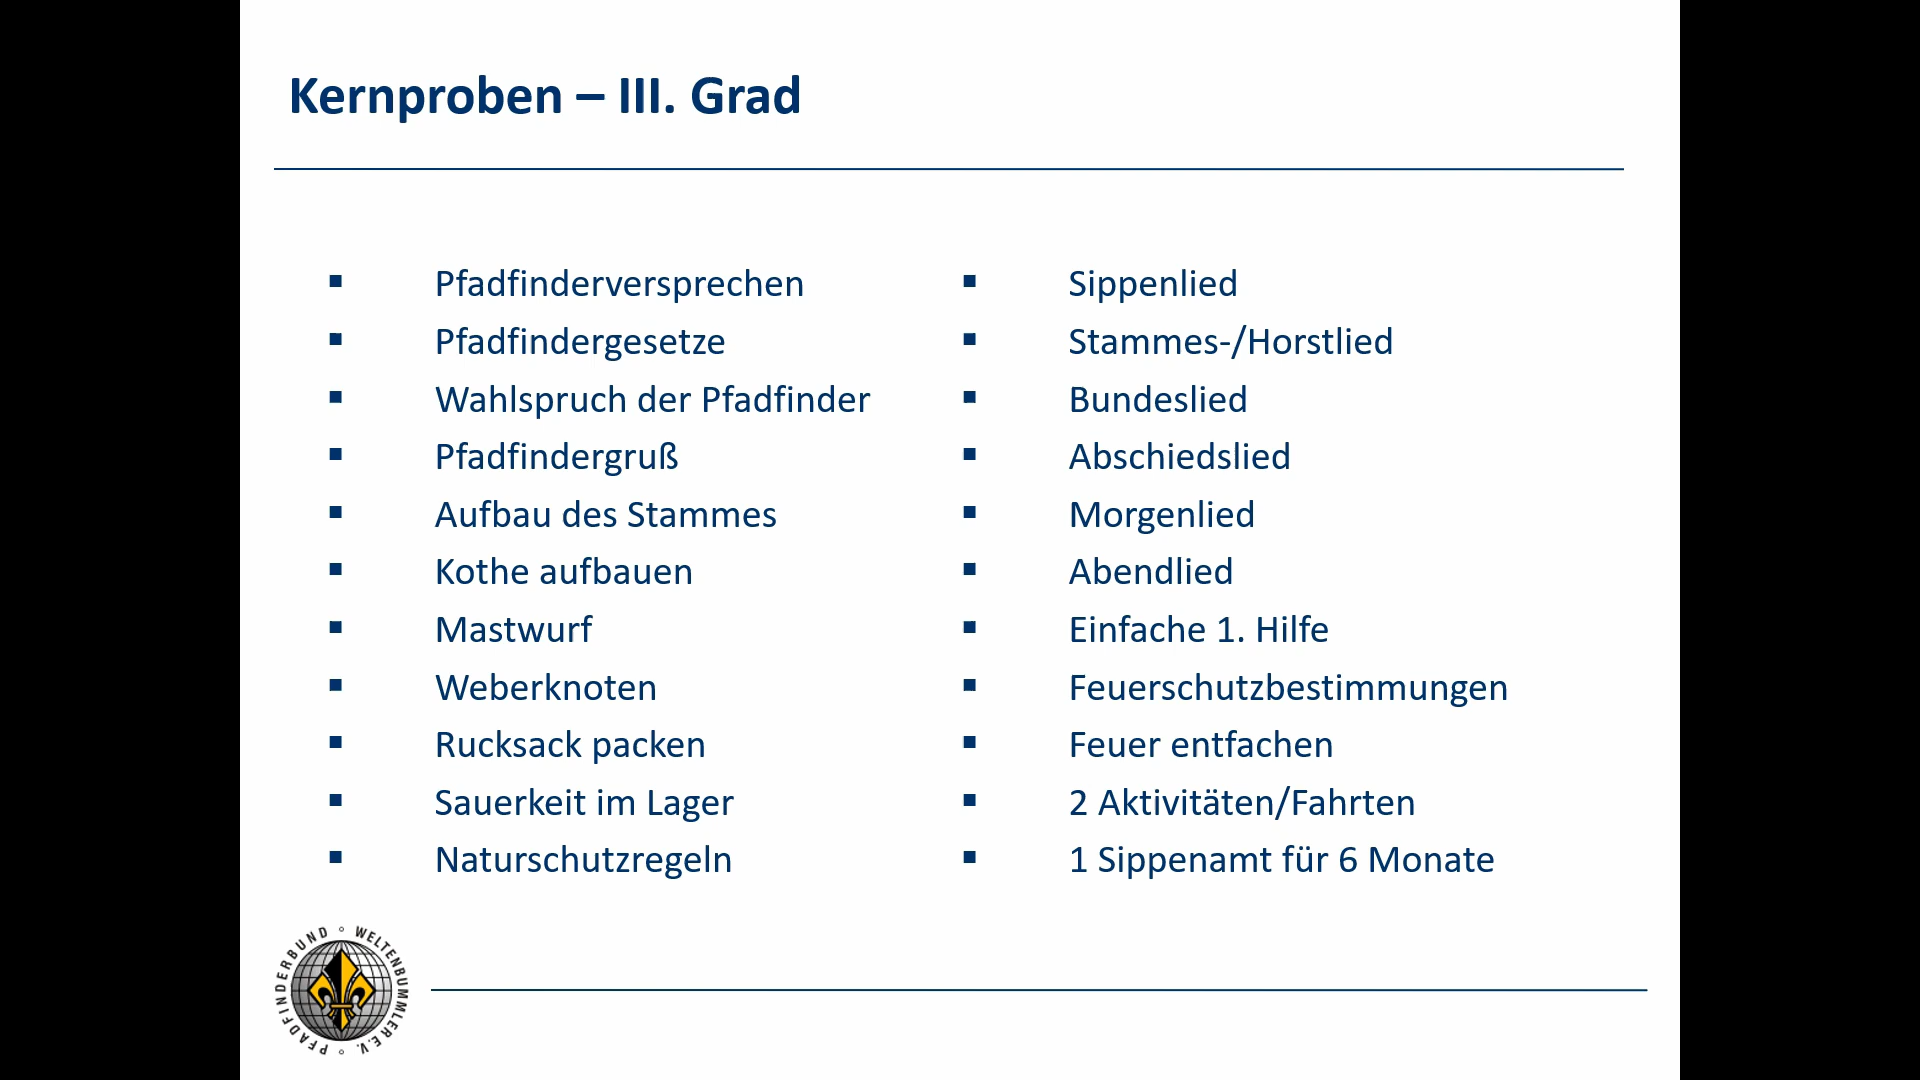 Kernproben – III. Grad
Pfadfinderversprechen
Pfadfindergesetze
Wahlspruch der Pfadfinder
Pfadfindergruß
Aufbau des Stammes
Kothe aufbauen
Mastwurf
Weberknoten
Rucksack packen
Sauerkeit im Lager
Naturschutzregeln
Sippenlied
Stammes-/Horstlied
Bundeslied
Abschiedslied
Morgenlied
Abendlied
Einfache 1. Hilfe
Feuerschutzbestimmungen
Feuer entfachen
2 Aktivitäten/Fahrten
1 Sippenamt für 6 Monate
PFADFINDERBUND ◦ WELTENBUMMLER E.V. ◦